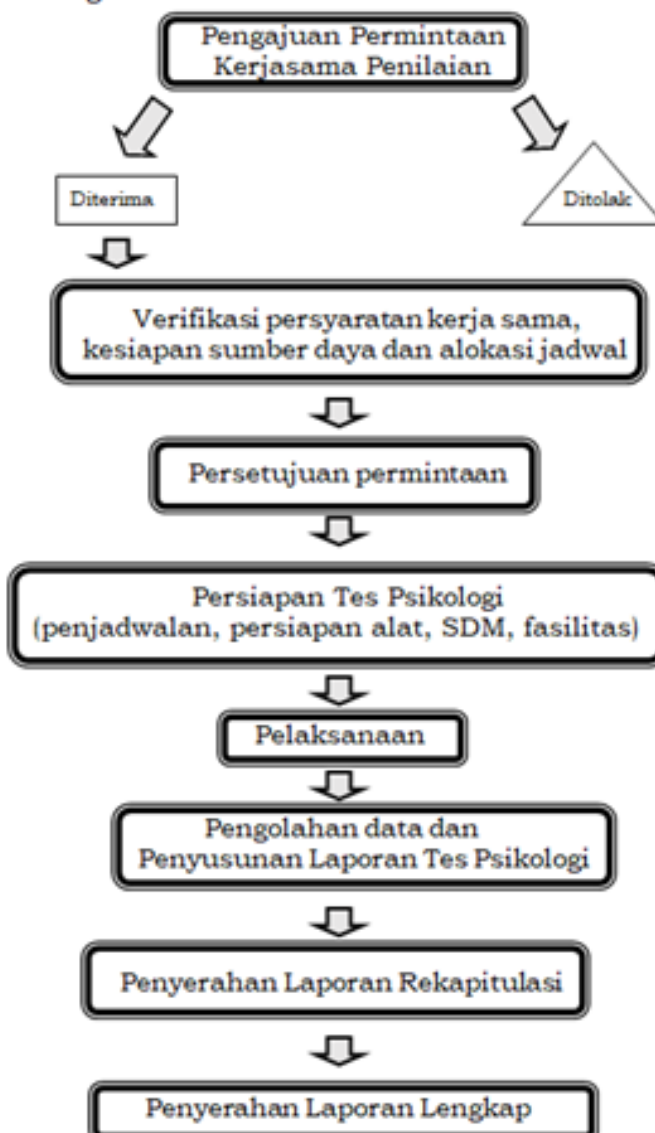 Pengajuan Permintaan
Kerjasama Penilaian
Diterima
Ditolak
Verifikasi persyaratan kerja sama,
kesiapan sumber daya dan alokasi jadwal
Persetujuan permintaan
Persiapan Tes Psikologi
(penjadwalan, persiapan alat, SDM, fasilitas)
Pelaksanaan
Pengolahan data dan
Penyusunan Laporan Tes Psikologi
Penyerahan Laporan Rekapitulasi
Penyerahan Laporan Lengkap